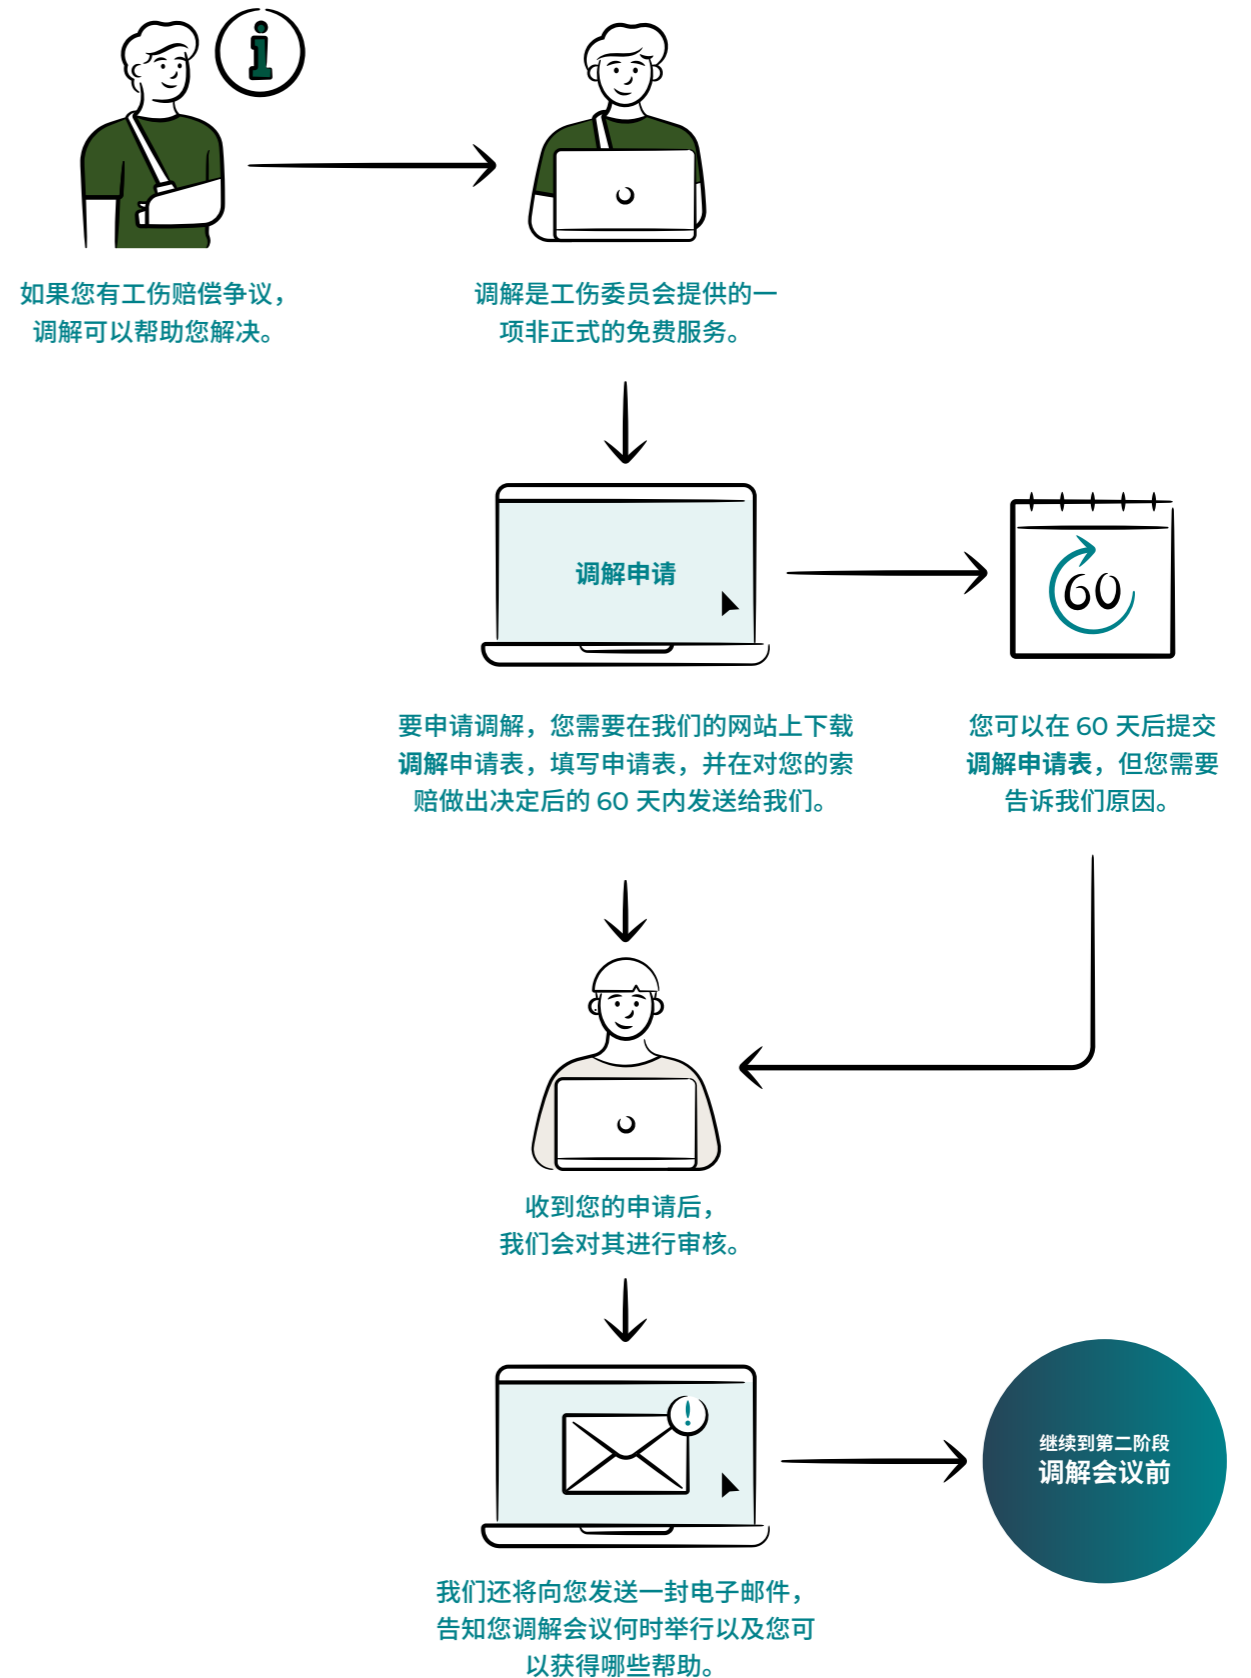 如果您有工伤赔偿争议，
调解可以帮助您解决。
调解是工伤委员会提供的一
项非正式的免费服务。
调解申请
60
要申请调解，您需要在我们的网站上下载
调解申请表，填写申请表，并在对您的索
赔做出决定后的 60 天内发送给我们。
您可以在 60 天后提交
调解申请表，但您需要
告诉我们原因。
收到您的申请后，
我们会对其进行审核。
继续到第二阶段
调解会议前
我们还将向您发送一封电子邮件，
告知您调解会议何时举行以及您可
以获得哪些帮助。